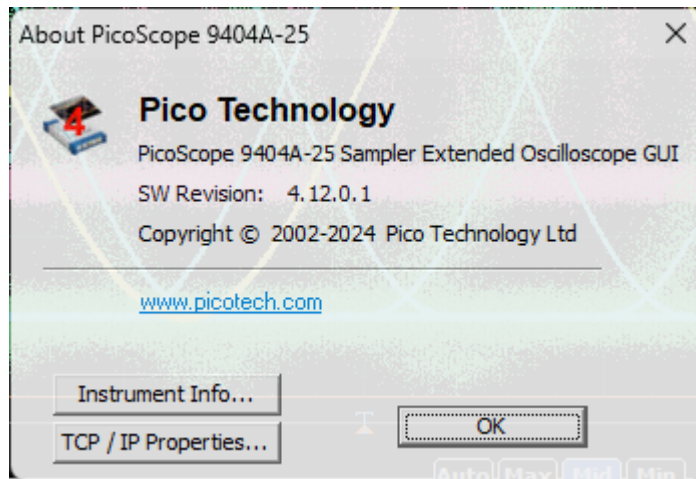 About PicoScope 9404A-25
4
Pico Technology
PicoScope 9404A-25 Sampler Extended Oscilloscope GUI
SW Revision: 4.12.0.1
Copyright © 2002-2024 Pico Technology Ltd
www.picotech.com
Instrument Info...
OK
TCP / IP Properties...
Auto Max Mid Min